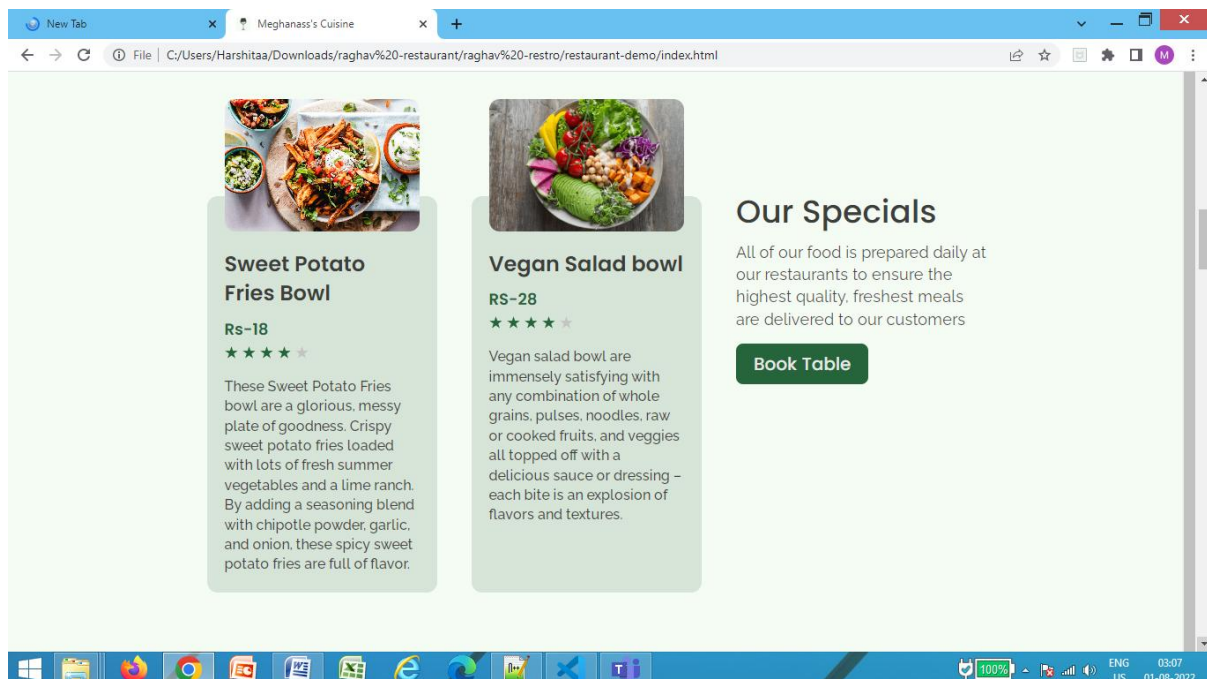 New Tab
Meghanass's Cuisine
File C:/Users/Harshitaa/Downloads/raghav%20-restaurant/raghav%20-restro/restaurant-demo/index.html
M
Sweet Potato
Fries Bowl
Rs-18
These Sweet Potato Fries
bowl are a glorious, messy
plate of goodness. Crispy
sweet potato fries loaded
with lots of fresh summer
vegetables and a lime ranch.
By adding a seasoning blend
with chipotle powder, garlic,
and onion, these spicy sweet
potato fries are full of flavor.
Vegan Salad bowl
RS-28
Vegan salad bowl are
immensely satisfying with
any combination of whole
grains, pulses, noodles, raw
or cooked fruits, and veggies
all topped off with a
delicious sauce or dressing –
each bite is an explosion of
flavors and textures.
Our Specials
All of our food is prepared daily at
our restaurants to ensure the
highest quality, freshest meals
are delivered to our customers
Book Table
100%
ENG 03:07
US 01-08-2022